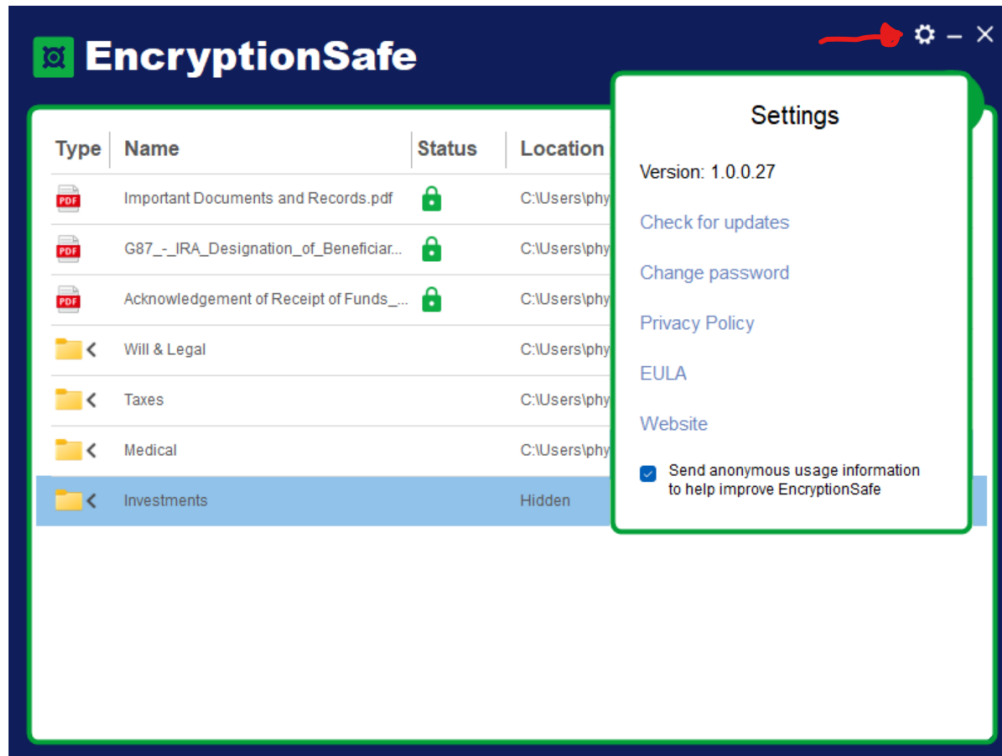 EncryptionSafe
Settings
Type Name Status Location
Version: 1.0.0.27
PDF Important Documents and Records.pdf C:\Users\phy
Check for updates
PDF G87_-_IRA_Designation_of_Beneficiar... C:\Users\phy
Change password
PDF Acknowledgement of Receipt of Funds_... C:\Users\phy
Privacy Policy
Will & Legal C:\Users\phy
EULA
Taxes C:\Users\phy
Website
Medical C:\Users\phy
Send anonymous usage information
to help improve EncryptionSafe
Investments Hidden